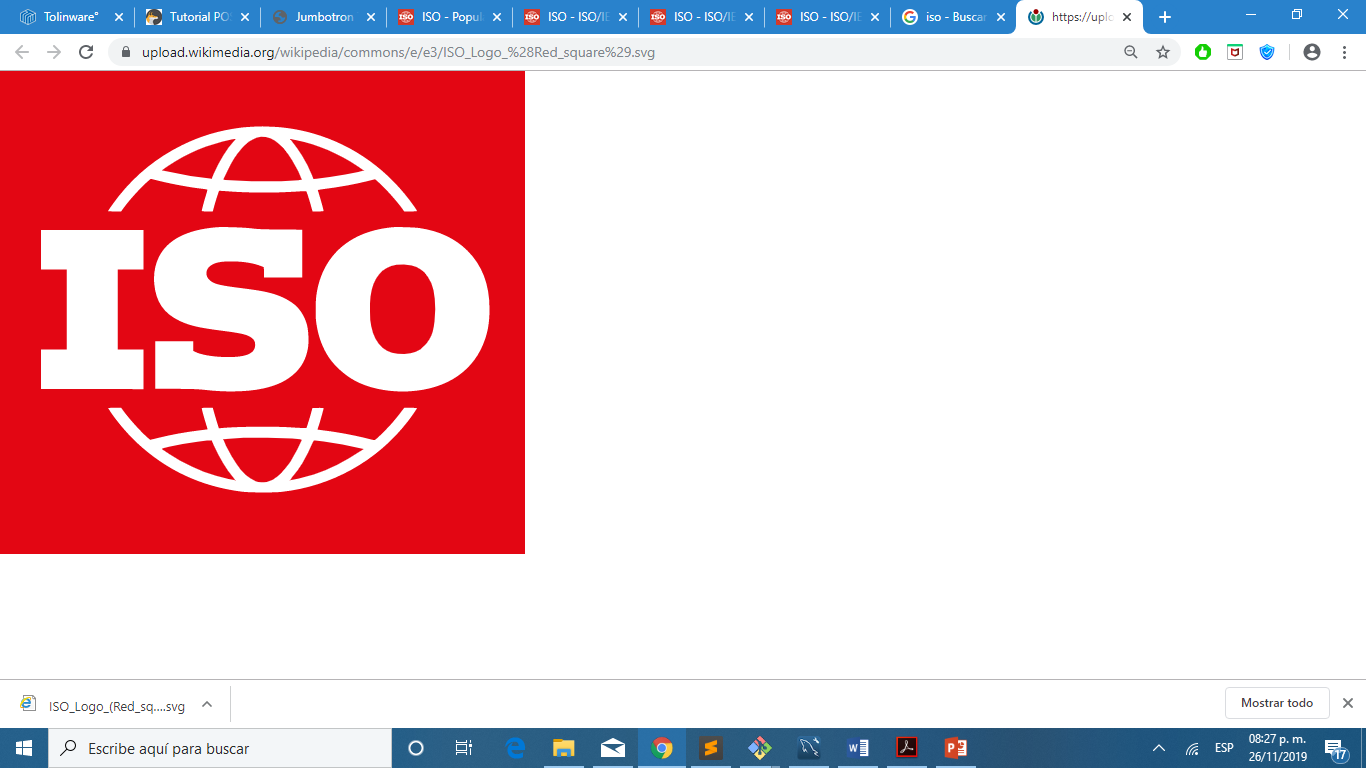 Tolinware°
Tutorial POS
Jumbotron
ISO - Popul
ISO - ISO/IE
ISO - ISO/IE
ISO - ISO/IE
iso - Buscar
https://uplo
upload.wikimedia.org/wikipedia/commons/e/e3/ISO_Logo_%28Red_square%29.svg
ISO
ISO_Logo_(Red_sq....svg
Mostrar todo
Escribe aquí para buscar
ESP
08:27 p. m.
26/11/2019
17